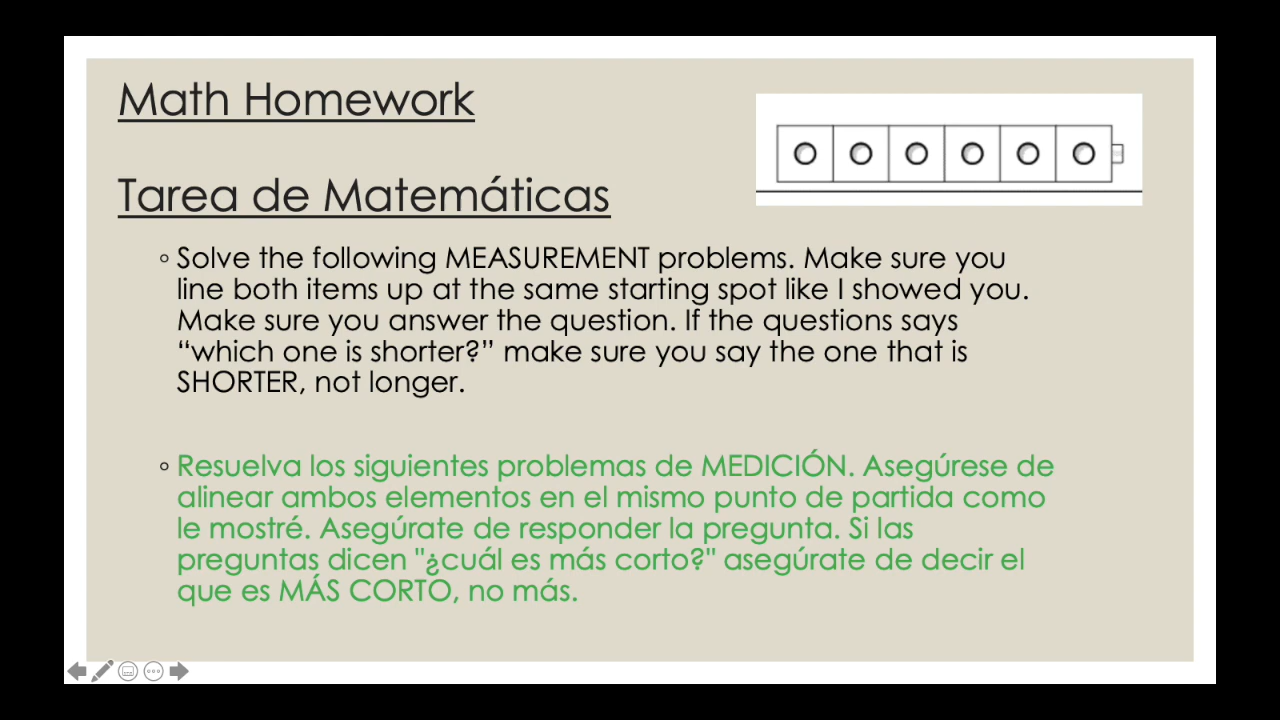 Math Homework
Tarea de Matemáticas
◦ Solve the following MEASUREMENT problems. Make sure you
line both items up at the same starting spot like I showed you.
Make sure you answer the question. If the questions says
“which one is shorter?” make sure you say the one that is
SHORTER, not longer.
◦ Resuelva los siguientes problemas de MEDICIÓN. Asegúrese de
alinear ambos elementos en el mismo punto de partida como
le mostré. Asegúrate de responder la pregunta. Si las
preguntas dicen "¿cuál es más corto?" asegúrate de decir el
que es MÁS CORTO, no más.